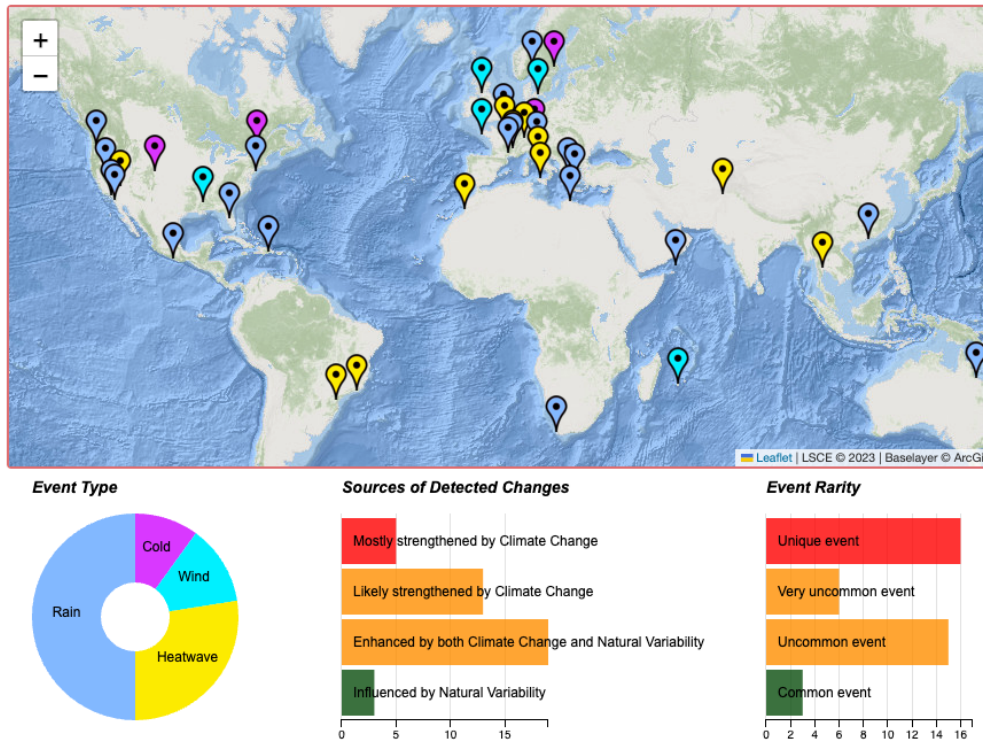 +
−
Leaflet | LSCE © 2023 | Baselayer © ArcGi
Event Type
Sources of Detected Changes
Event Rarity
Cold
Wind
Rain
Heatwave
Mostly strengthened by Climate Change
Likely strengthened by Climate Change
Enhanced by both Climate Change and Natural Variability
Influenced by Natural Variability
0 5 10 15
Unique event
Very uncommon event
Uncommon event
Common event
0 2 4 6 8 10 12 14 16